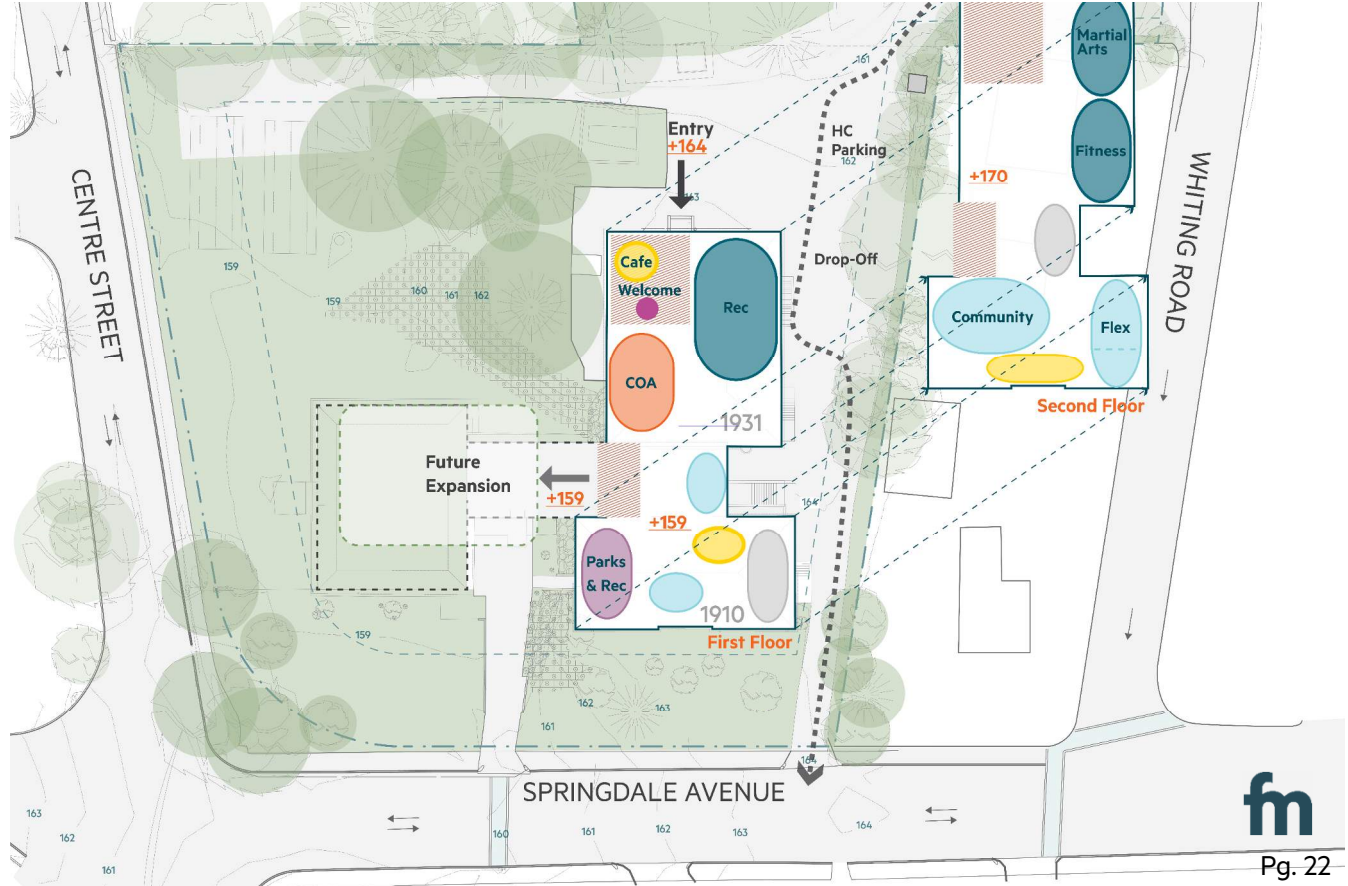 Martial
Arts
161
Entry
+164
HC
Parking
162
Fitness
+170
163
CENTRE STREET
WHITING ROAD
159
Cafe
Welcome
Rec
Drop-Off
159
160
161
162
Community
Flex
COA
Second Floor
1931
Future
Expansion
+159
164
+159
Parks
& Rec
1910
First Floor
159
162
163
161
164
SPRINGDALE AVENUE
163
162
161
160
161
162
163
164
fm
Pg. 22